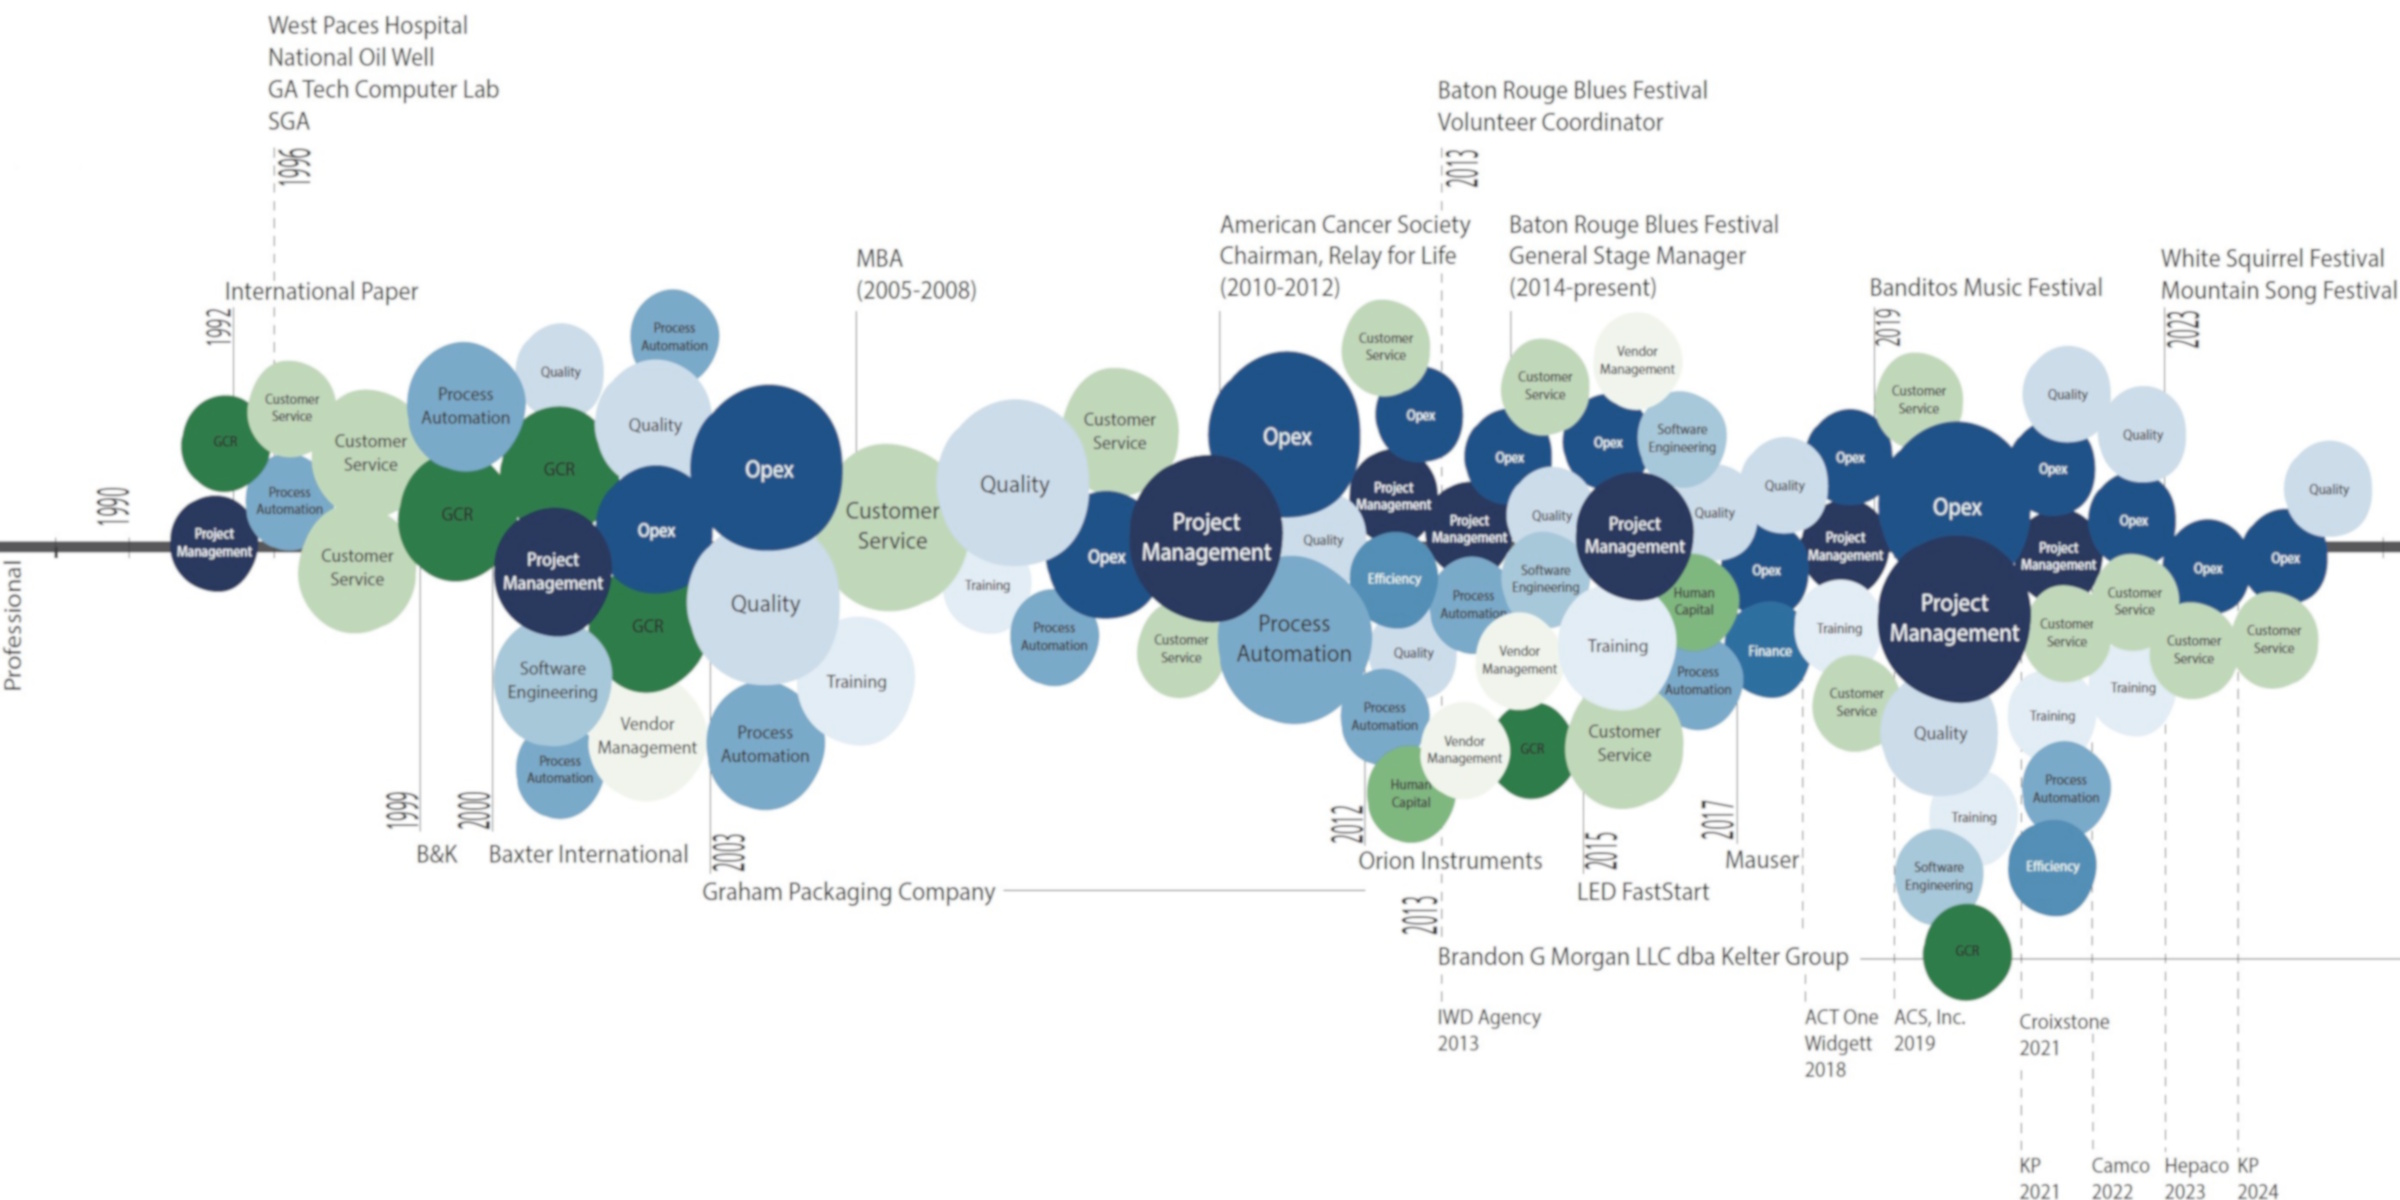 West Paces Hospital
National Oil Well
GA Tech Computer Lab
SGA
1996
Baton Rouge Blues Festival
Volunteer Coordinator
2013
American Cancer Society
Chairman, Relay for Life
(2010-2012)
Baton Rouge Blues Festival
General Stage Manager
(2014-present)
MBA
(2005-2008)
International Paper
1992
Banditos Music Festival
2019
White Squirrel Festival
Mountain Song Festival
2023
1990
Professional
GCR
Customer
Service
Project
Management
Process
Automation
Customer
Service
Customer
Service
Process
Automation
GCR
Quality
GCR
Project
Management
Software
Engineering
Process
Automation
Process
Automation
Quality
Opex
GCR
Vendor
Management
Opex
Quality
Process
Automation
Training
Customer
Service
Quality
Training
Customer
Service
Opex
Process
Automation
Project
Management
Customer
Service
Opex
Process
Automation
Quality
Customer
Service
Opex
Project
Management
Efficiency
Quality
Process
Automation
Human
Capital
Project
Management
Process
Automation
Vendor
Management
Opex
Customer
Service
Quality
Software
Engineering
Vendor
Management
GCR
Vendor
Management
Opex
Software
Engineering
Project
Management
Quality
Human
Capital
Training
Process
Automation
Customer
Service
Quality
Opex
Finance
Opex
Project
Management
Training
Customer
Service
Customer
Service
Opex
Project
Management
Quality
Training
Software
Engineering
GCR
Quality
Opex
Project
Management
Customer
Service
Training
Process
Automation
Efficiency
Quality
Opex
Customer
Service
Training
Opex
Customer
Service
Quality
Opex
Customer
Service
1999
B&K
2000
Baxter International
2003
Graham Packaging Company
2012
Orion Instruments
2013
2015
LED FastStart
2017
Mauser
Brandon G Morgan LLC dba Kelter Group
IWD Agency
2013
ACT One
Widgett
2018
ACS, Inc.
2019
Croixstone
2021
KP
2021
Camco
2022
Hepaco
2023
KP
2024